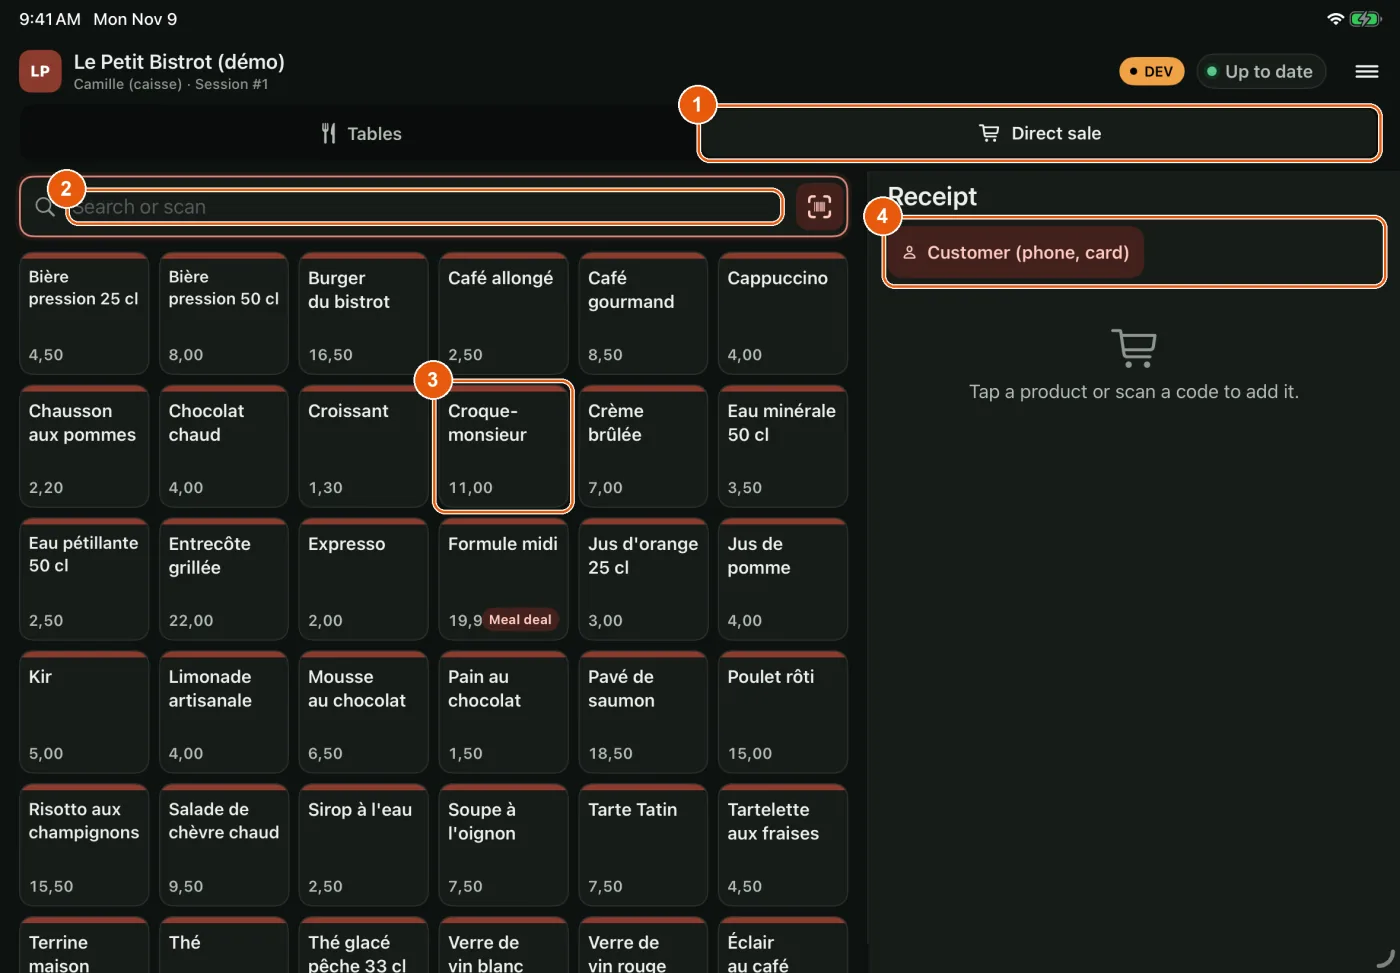 9:41 AM Mon Nov 9
LP
Le Petit Bistrot (démo)
Camille (caisse) · Session #1
DEV
Up to date
Tables
1
Direct sale
2
Search or scan
Receipt
4
Customer (phone, card)
Tap a product or scan a code to add it.
Bière
pression 25 cl
4,50
Bière
pression 50 cl
8,00
Burger
du bistrot
16,50
Café allongé
2,50
Café
gourmand
8,50
Cappuccino
4,00
Chausson
aux pommes
2,20
Chocolat
chaud
4,00
Croissant
1,30
3
Croque-
monsieur
11,00
Crème
brûlée
7,00
Eau minérale
50 cl
3,50
Eau pétillante
50 cl
2,50
Entrecôte
grillée
22,00
Expresso
2,00
Formule midi
19,9
Meal deal
Jus d'orange
25 cl
3,00
Jus de
pomme
4,00
Kir
5,00
Limonade
artisanale
4,00
Mousse
au chocolat
6,50
Pain au
chocolat
1,50
Pavé de
saumon
18,50
Poulet rôti
15,00
Risotto aux
champignons
15,50
Salade de
chèvre chaud
9,50
Sirop à l'eau
2,50
Soupe à
l'oignon
7,50
Tarte Tatin
7,50
Tartelette
aux fraises
4,50
Terrine
maison
Thé
Thé glacé
pêche 33 cl
Verre de
vin blanc
Verre de
vin rouge
Éclair
au café